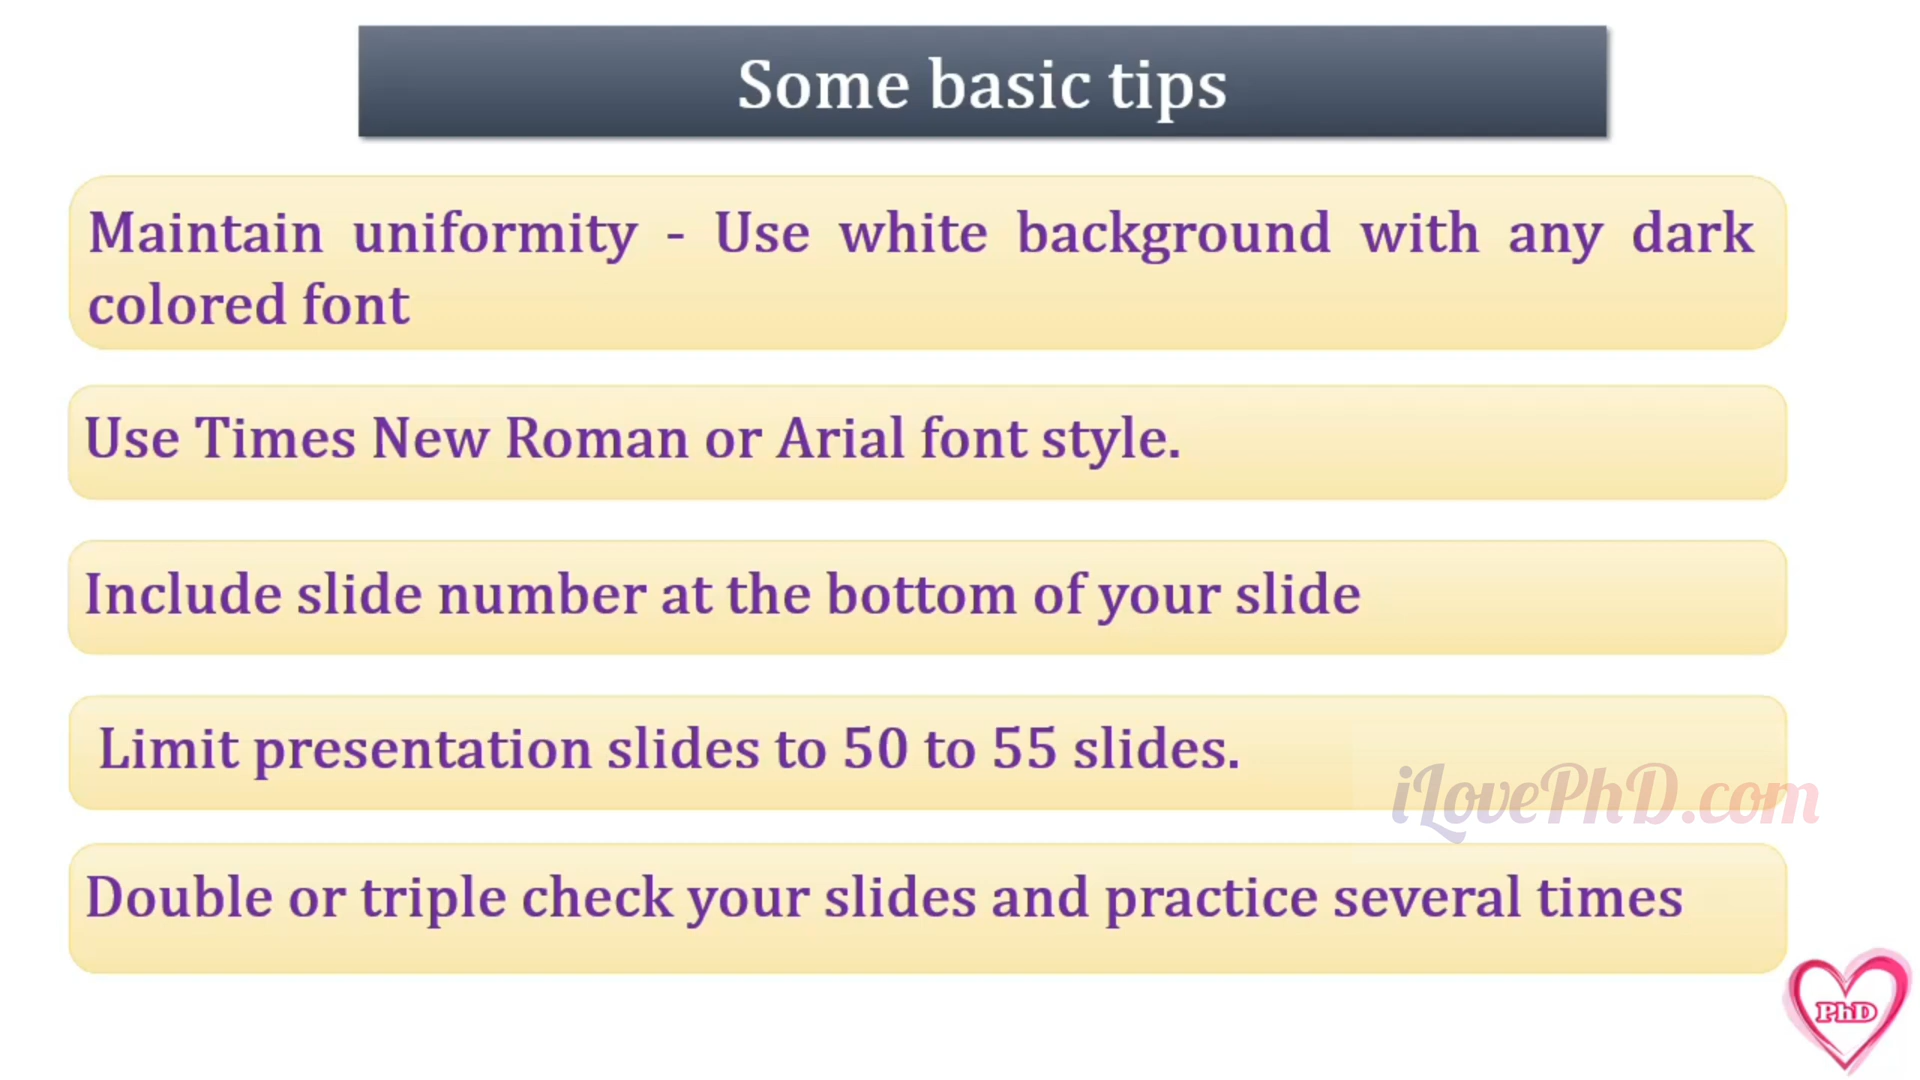 Some basic tips
Maintain uniformity - Use white background with any dark
colored font
Use Times New Roman or Arial font style.
Include slide number at the bottom of your slide
Limit presentation slides to 50 to 55 slides.
iLovePhD.com
Double or triple check your slides and practice several times
PhD